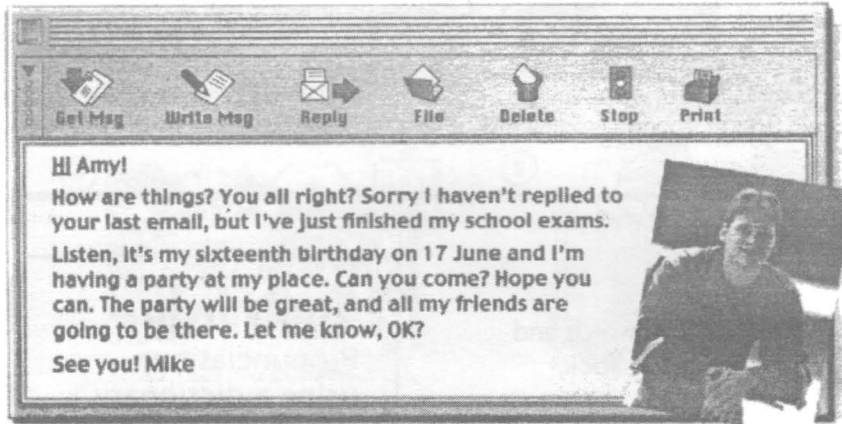 Get Msg Write Msg Reply File Delete Stop Print
Hi Amy!
How are things? You all right? Sorry I haven't replied to
your last email, but I've just finished my school exams.
Listen, it's my sixteenth birthday on 17 June and I'm
having a party at my place. Can you come? Hope you
can. The party will be great, and all my friends are
going to be there. Let me know, OK?
See you! Mike